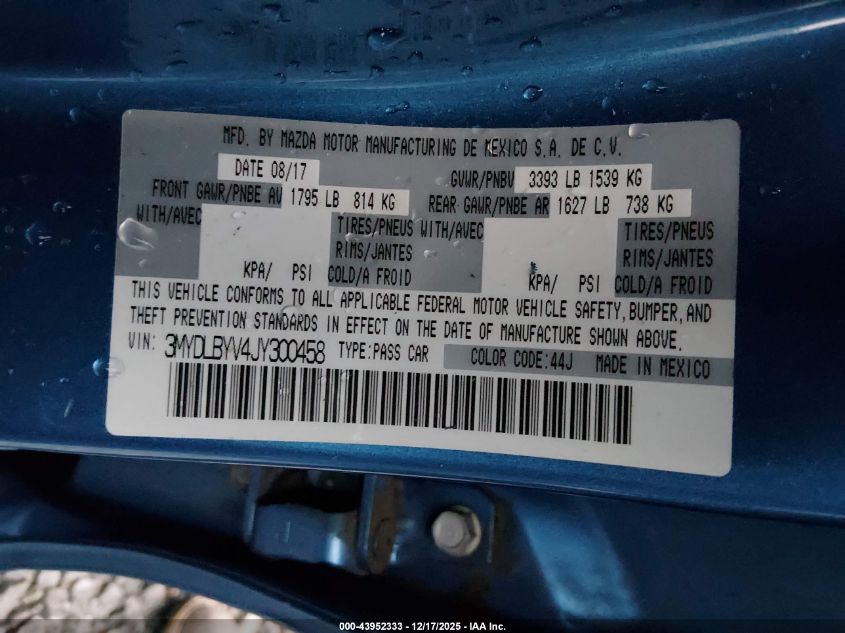 MFD. BY MAZDA MOTOR MANUFACTURING DE MEXICO S.A. DE C.V.
DATE 08/17 GVWR/PNBV 3393 LB 1539 KG
FRONT GAWR/PNBE AV 1795 LB 814 KG REAR GAWR/PNBE AR 1627 LB 738 KG
WITH/AVEC TIRES/PNEUS WITH/AVEC TIRES/PNEUS
RIMS/JANTES RIMS/JANTES
KPA/ PSI COLD/A FROID KPA/ PSI COLD/A FROID
THIS VEHICLE CONFORMS TO ALL APPLICABLE FEDERAL MOTOR VEHICLE SAFETY, BUMPER, AND
THEFT PREVENTION STANDARDS IN EFFECT ON THE DATE OF MANUFACTURE SHOWN ABOVE.
VIN: 3MYDLBYV4JY300458 TYPE:PASS CAR COLOR CODE:44J MADE IN MEXICO
000-43952333 - 12/17/2025 - IAA, Inc.